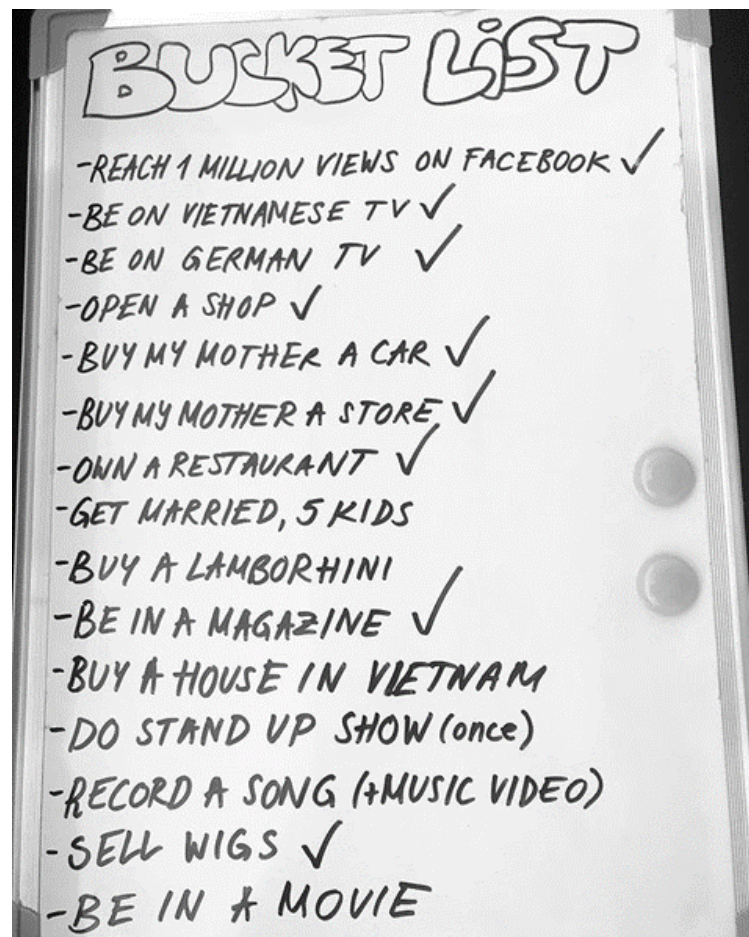 BUCKET LIST
-REACH 1 MILLION VIEWS ON FACEBOOK ✓
-BE ON VIETNAMESE TV ✓
-BE ON GERMAN TV ✓
-OPEN A SHOP ✓
-BUY MY MOTHER A CAR ✓
-BUY MY MOTHER A STORE ✓
-OWN A RESTAURANT ✓
-GET MARRIED, 5 KIDS
-BUY A LAMBORHINI
-BE IN A MAGAZINE ✓
-BUY A HOUSE IN VIETNAM
-DO STAND UP SHOW (once)
-RECORD A SONG (+MUSIC VIDEO)
-SELL WIGS ✓
-BE IN A MOVIE